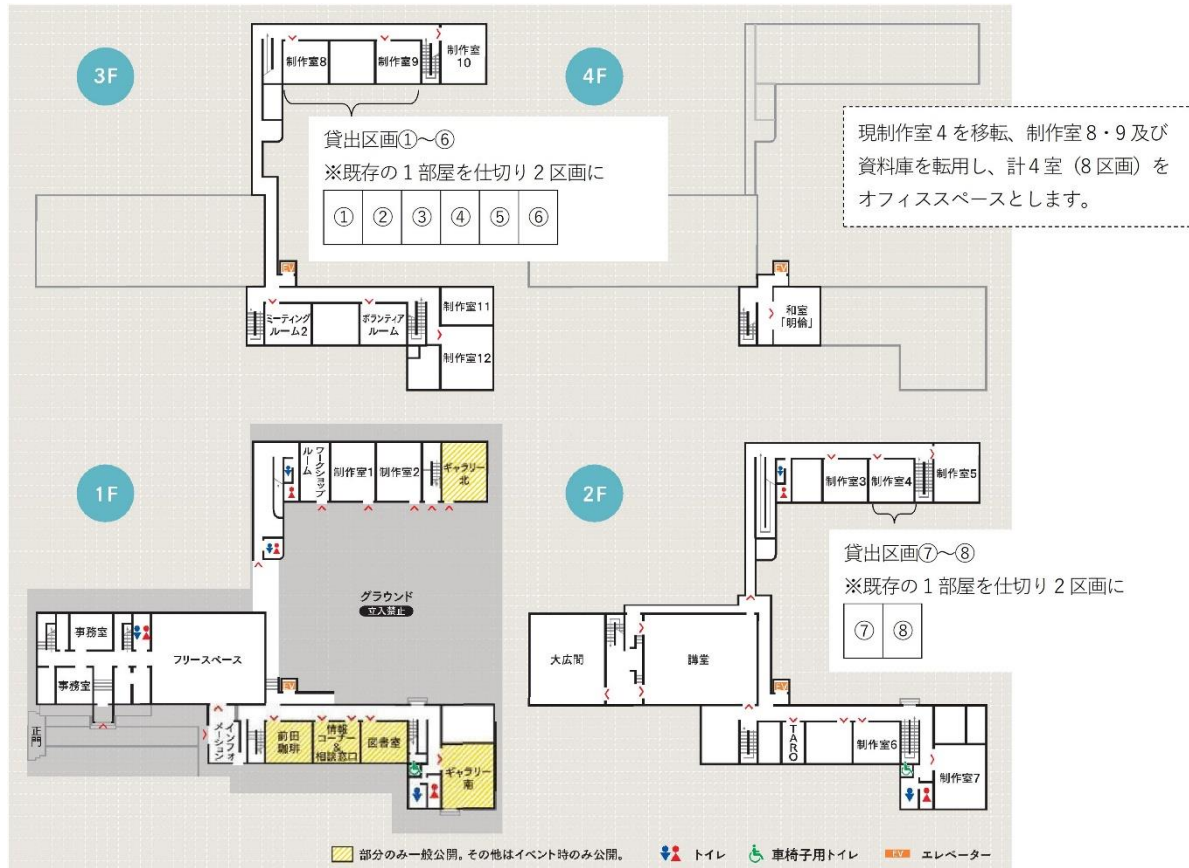 3F
制作室8
制作室9
制作室
10
貸出区画①～⑥
※既存の1部屋を仕切り2区画に
① ② ③ ④ ⑤ ⑥
EV
ミーティング
ルーム2
ボランティア
ルーム
制作室11
制作室12
4F
現制作室4を移転、制作室8・9及び
資料庫を転用し、計4室（8区画）を
オフィススペースとします。
EV
和室
「明倫」
1F
ワークショップ
ルーム
制作室1
制作室2
ギャラリー
北
グラウンド
立入禁止
事務室
事務室
フリースペース
正門
インフォ
メーション
EV
前田
珈琲
情報
コーナー
&
相談窓口
図書室
ギャラリー
南
2F
制作室3
制作室4
制作室5
貸出区画⑦～⑧
※既存の1部屋を仕切り2区画に
⑦ ⑧
大広間
講堂
EV
TARO
制作室6
制作室7
部分のみ一般公開。その他はイベント時のみ公開。
トイレ
車椅子用トイレ
EV エレベーター